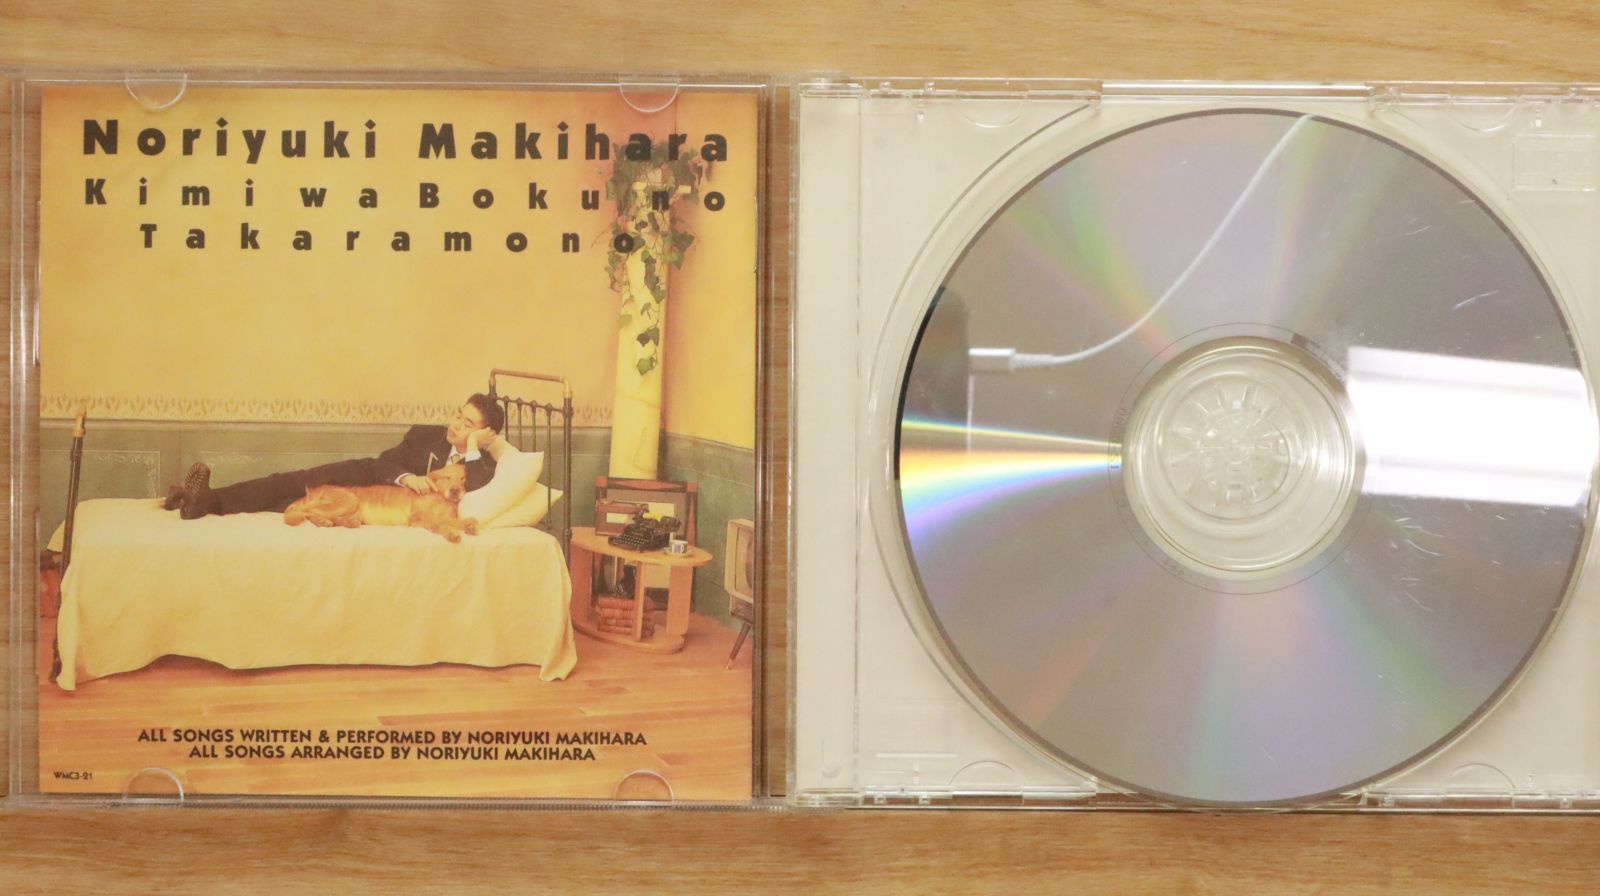 Noriyuki Makihara
Kimi wa Boku no
Takaramono
ALL SONGS WRITTEN & PERFORMED BY NORIYUKI MAKIHARA
ALL SONGS ARRANGED BY NORIYUKI MAKIHARA
WMC3-21